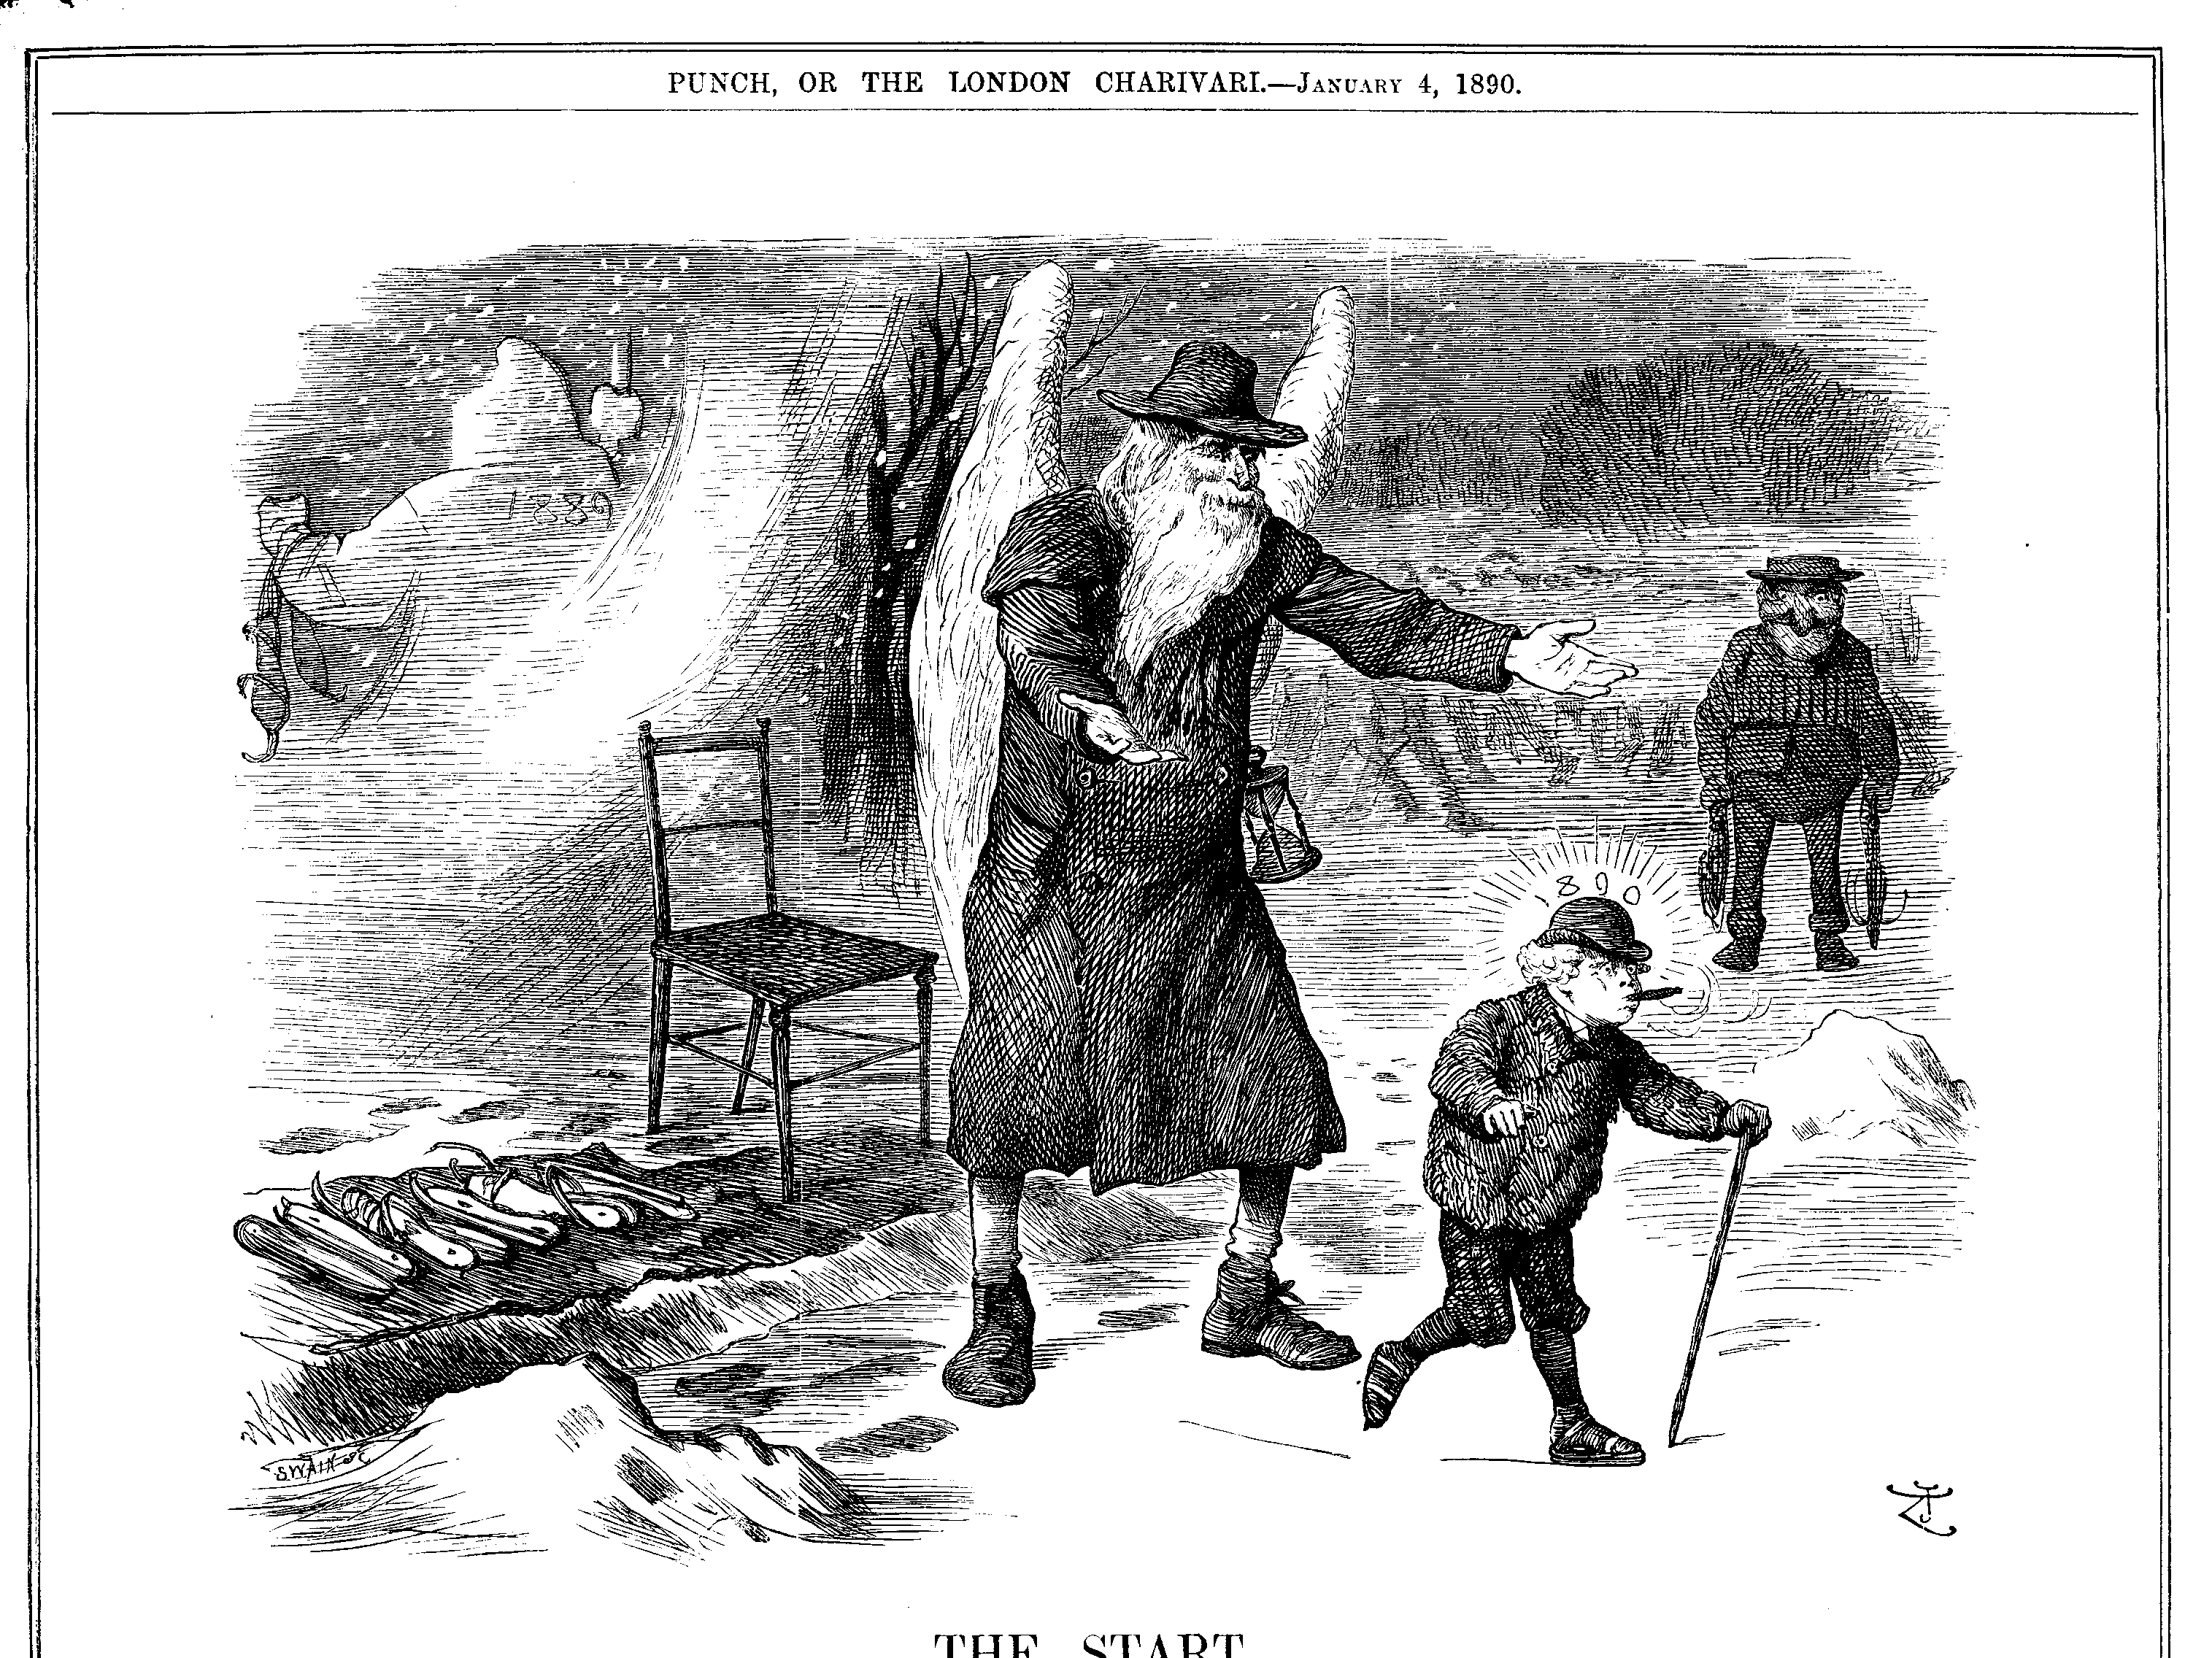 PUNCH, OR THE LONDON CHARIVARI.—JANUARY 4, 1890.
1889
1890
SWAIN SC
THE START